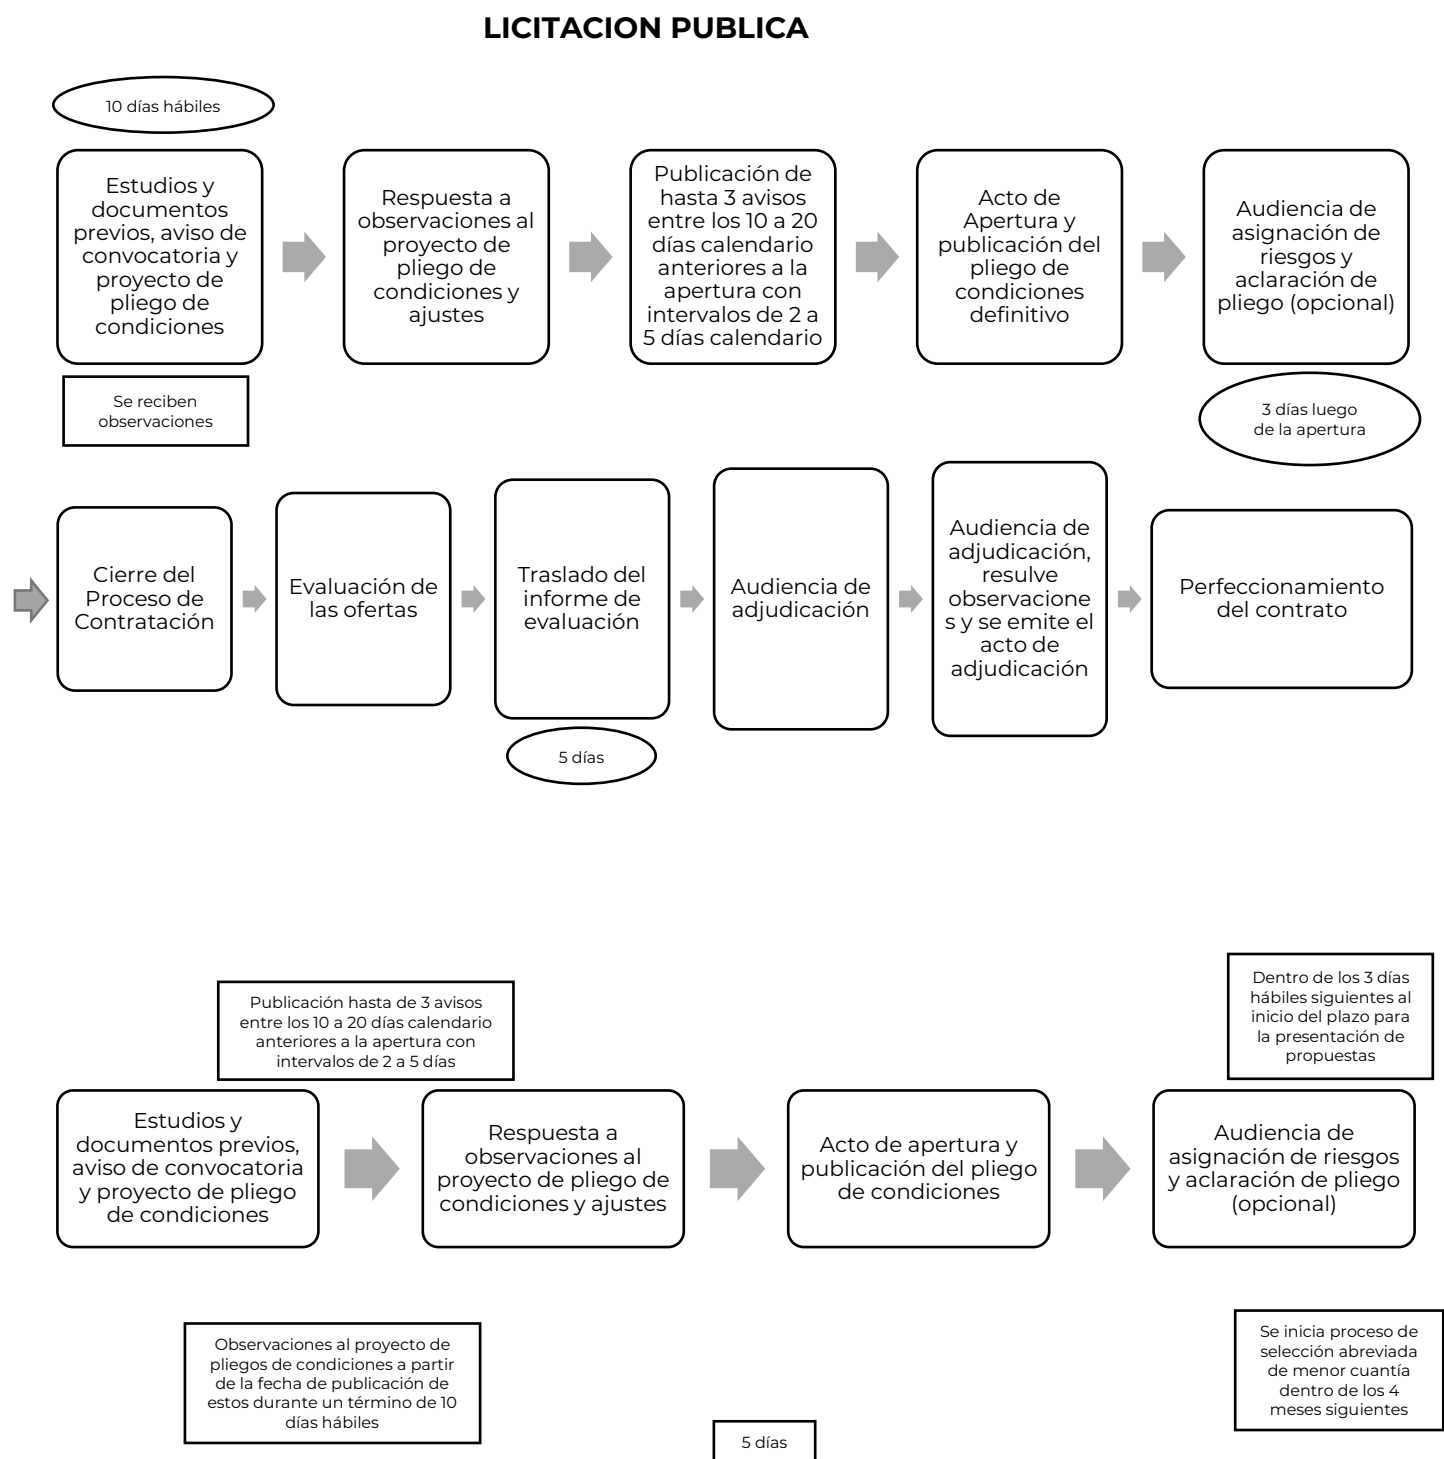 LICITACION PUBLICA
10 días hábiles
Estudios y
documentos
previos, aviso de
convocatoria y
proyecto de
pliego de
condiciones
Respuesta a
observaciones al
proyecto de
pliego de
condiciones y
ajustes
Publicación de
hasta 3 avisos
entre los 10 a 20
días calendario
anteriores a la
apertura con
intervalos de 2 a
5 días calendario
Acto de
Apertura y
publicación del
pliego de
condiciones
definitivo
Audiencia de
asignación de
riesgos y
aclaración de
pliego (opcional)
Se reciben
observaciones
3 días luego
de la apertura
Cierre del
Proceso de
Contratación
Evaluación de
las ofertas
Traslado del
informe de
evaluación
Audiencia de
adjudicación
Audiencia de
adjudicación,
resulve
observacione
s y se emite el
acto de
adjudicación
Perfeccionamiento
del contrato
5 días
Publicación hasta de 3 avisos
entre los 10 a 20 días calendario
anteriores a la apertura con
intervalos de 2 a 5 días
Dentro de los 3 días
hábiles siguientes al
inicio del plazo para
la presentación de
propuestas
Estudios y
documentos previos,
aviso de convocatoria
y proyecto de pliego
de condiciones
Respuesta a
observaciones al
proyecto de pliego de
condiciones y ajustes
Acto de apertura y
publicación del pliego
de condiciones
Audiencia de
asignación de riesgos
y aclaración de pliego
(opcional)
Observaciones al proyecto de
pliegos de condiciones a partir
de la fecha de publicación de
estos durante un término de 10
días hábiles
Se inicia proceso de
selección abreviada
de menor cuantía
dentro de los 4
meses siguientes
5 días